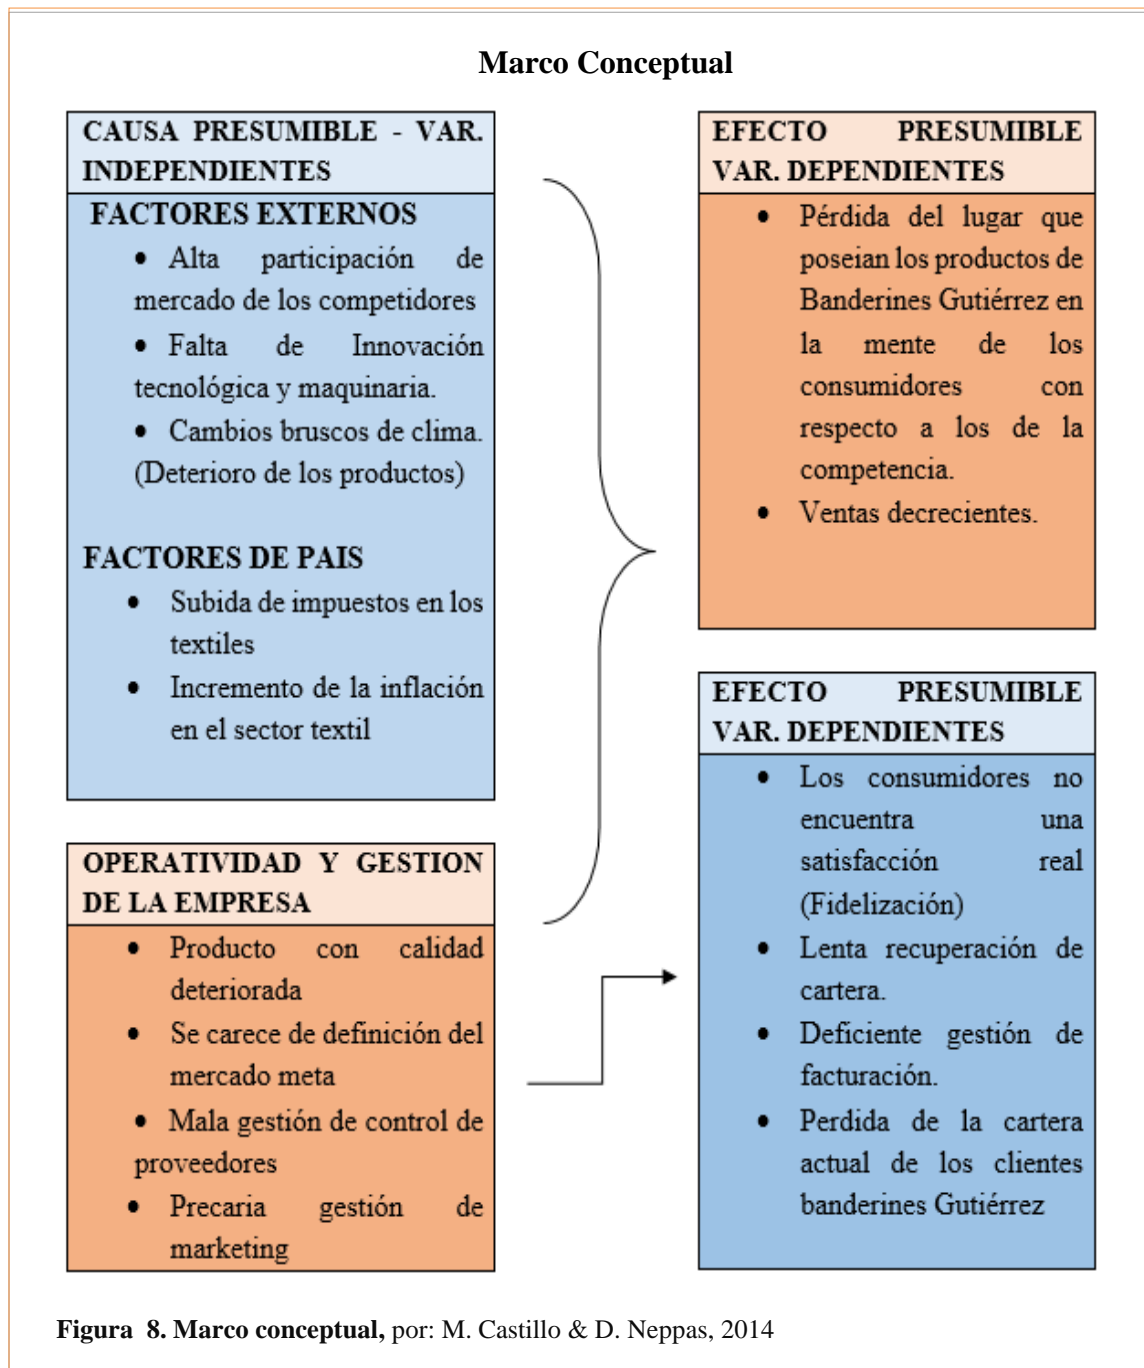 Marco Conceptual
CAUSA PRESUMIBLE - VAR.
INDEPENDIENTES
FACTORES EXTERNOS
• Alta participación de
mercado de los competidores
• Falta de Innovación
tecnológica y maquinaria.
• Cambios bruscos de clima.
(Deterioro de los productos)
FACTORES DE PAIS
• Subida de impuestos en los
textiles
• Incremento de la inflación
en el sector textil
OPERATIVIDAD Y GESTION
DE LA EMPRESA
• Producto con calidad
deteriorada
• Se carece de definición del
mercado meta
• Mala gestión de control de
proveedores
• Precaria gestión de
marketing
EFECTO PRESUMIBLE
VAR. DEPENDIENTES
• Pérdida del lugar que
poseian los productos de
Banderines Gutiérrez en
la mente de los
consumidores con
respecto a los de la
competencia.
• Ventas decrecientes.
EFECTO PRESUMIBLE
VAR. DEPENDIENTES
• Los consumidores no
encuentra una
satisfacción real
(Fidelización)
• Lenta recuperación de
cartera.
• Deficiente gestión de
facturación.
• Perdida de la cartera
actual de los clientes
banderines Gutiérrez
Figura 8. Marco conceptual, por: M. Castillo & D. Neppas, 2014